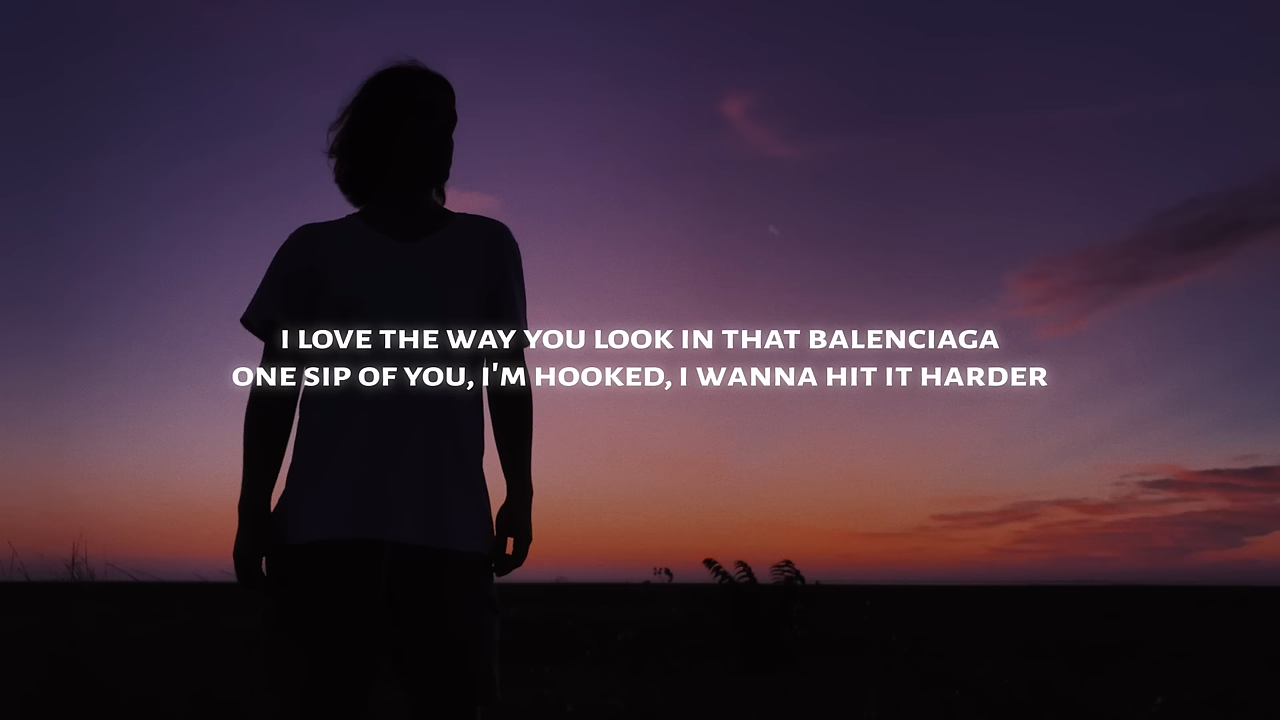 I LOVE THE WAY YOU LOOK IN THAT BALENCIAGA
ONE SIP OF YOU, I'M HOOKED, I WANNA HIT IT HARDER